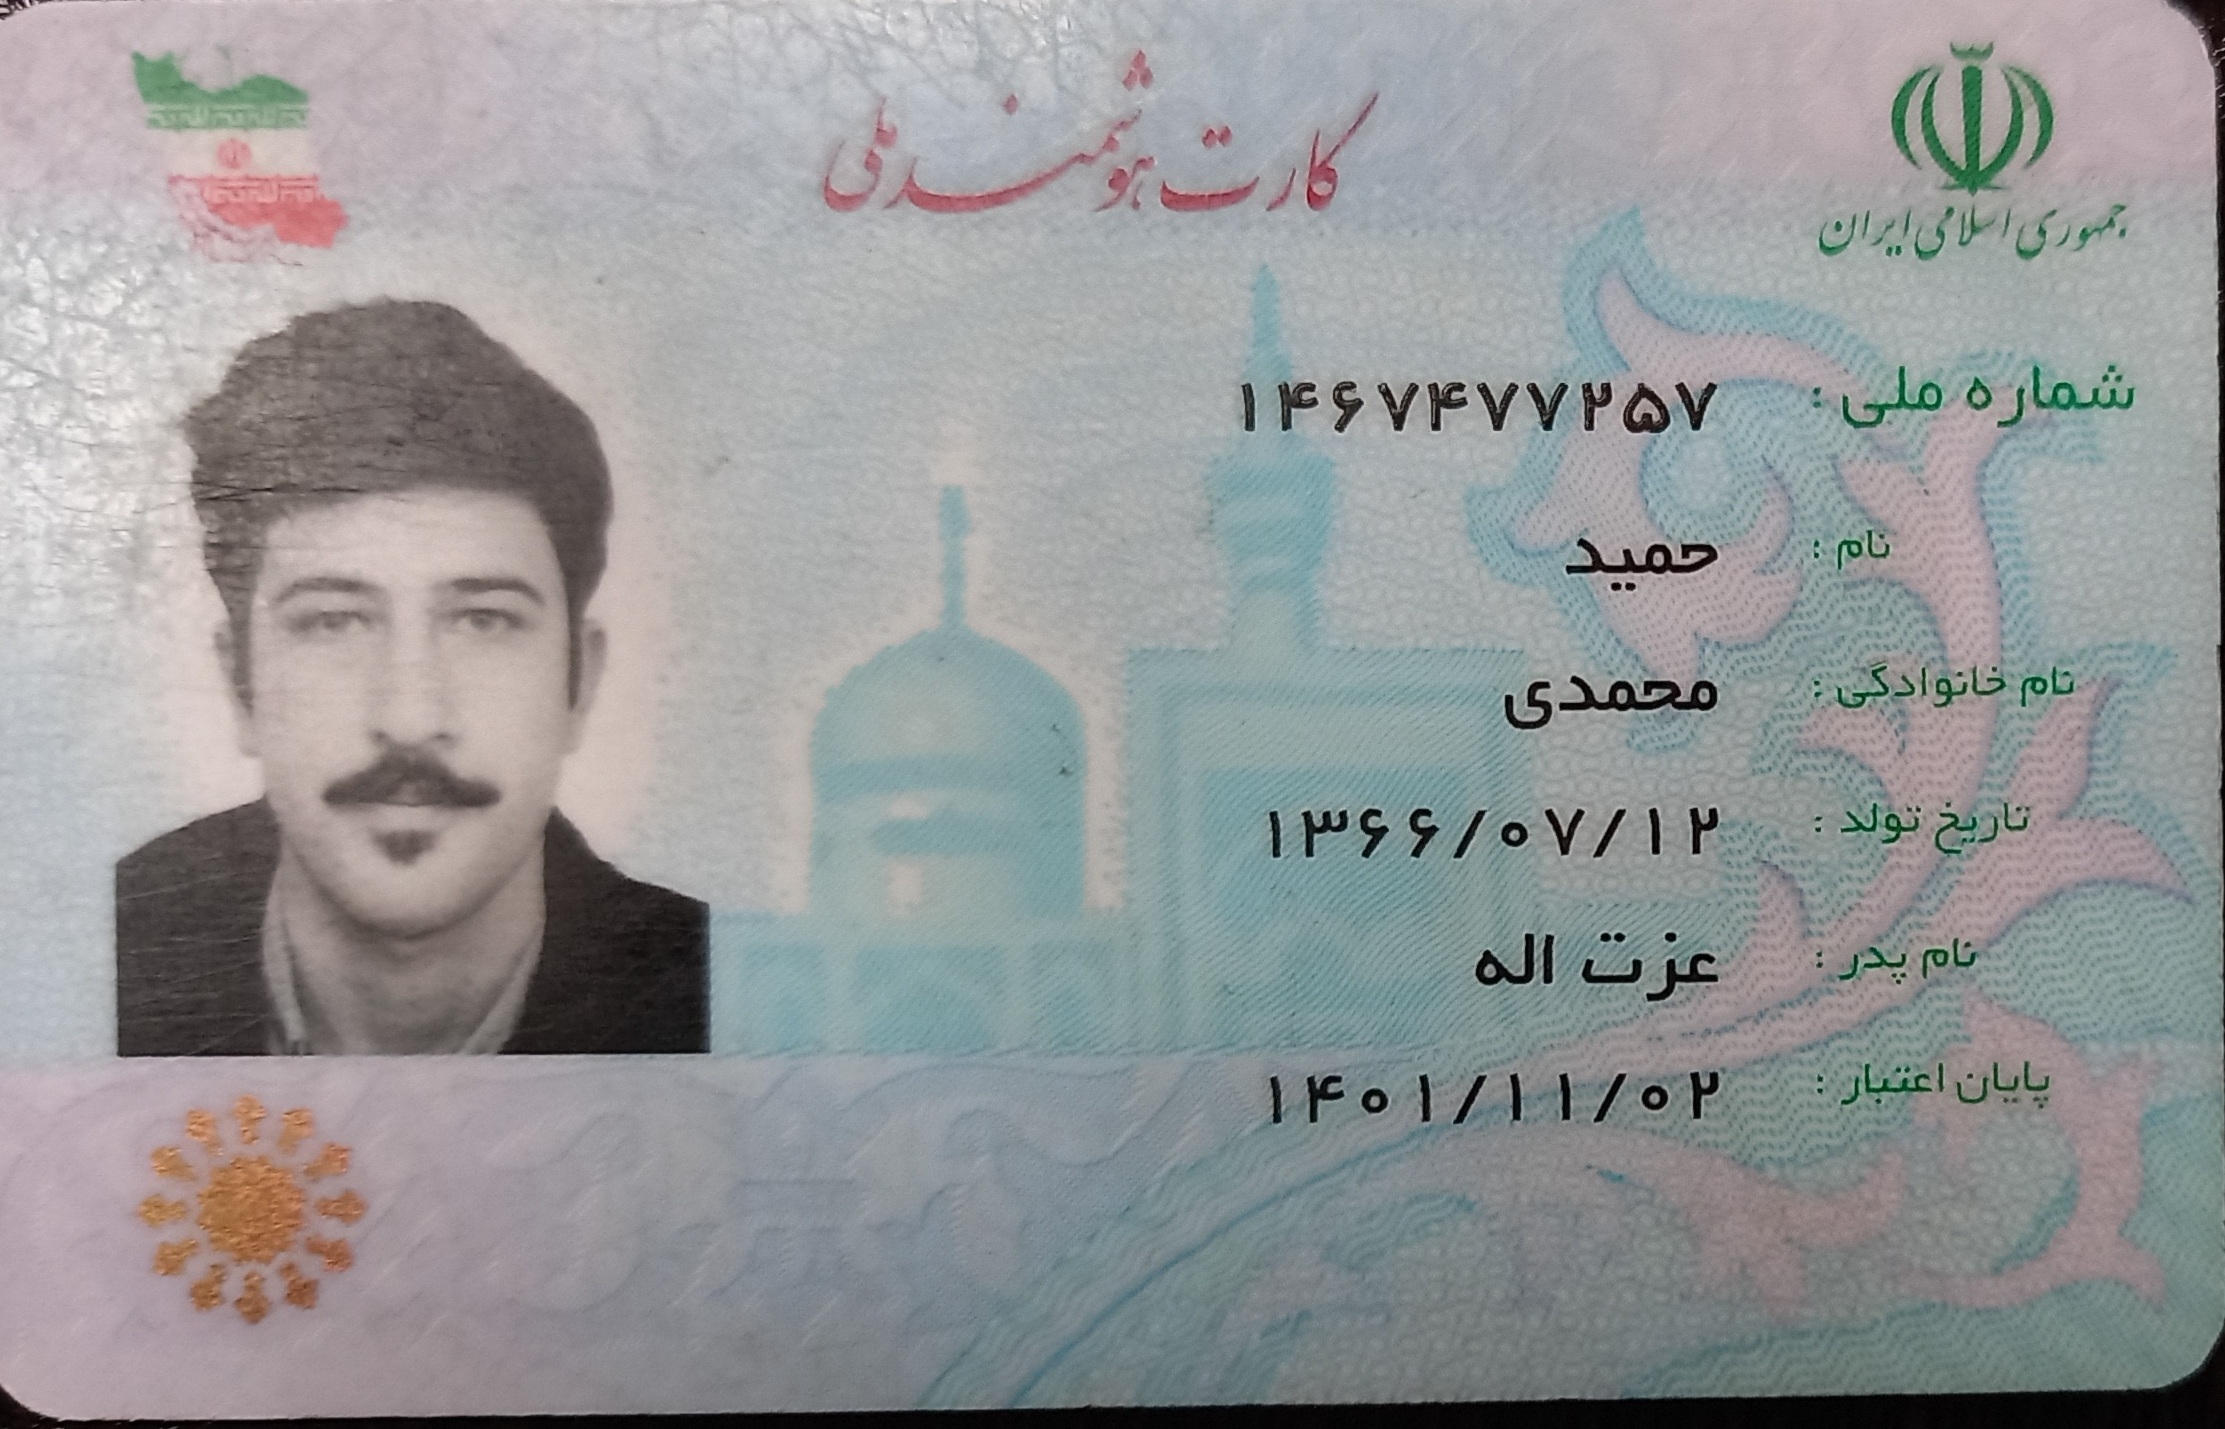 کارت هوشمند ملی
جمهوری اسلامی ایران
شماره ملی : ۱۴۶۷۴۷۷۲۵۷
نام : حمید
نام خانوادگی : محمدی
تاریخ تولد : ۱۳۶۶/۰۷/۱۲
نام پدر : عزت اله
پایان اعتبار : ۱۴۰۱/۱۱/۰۲